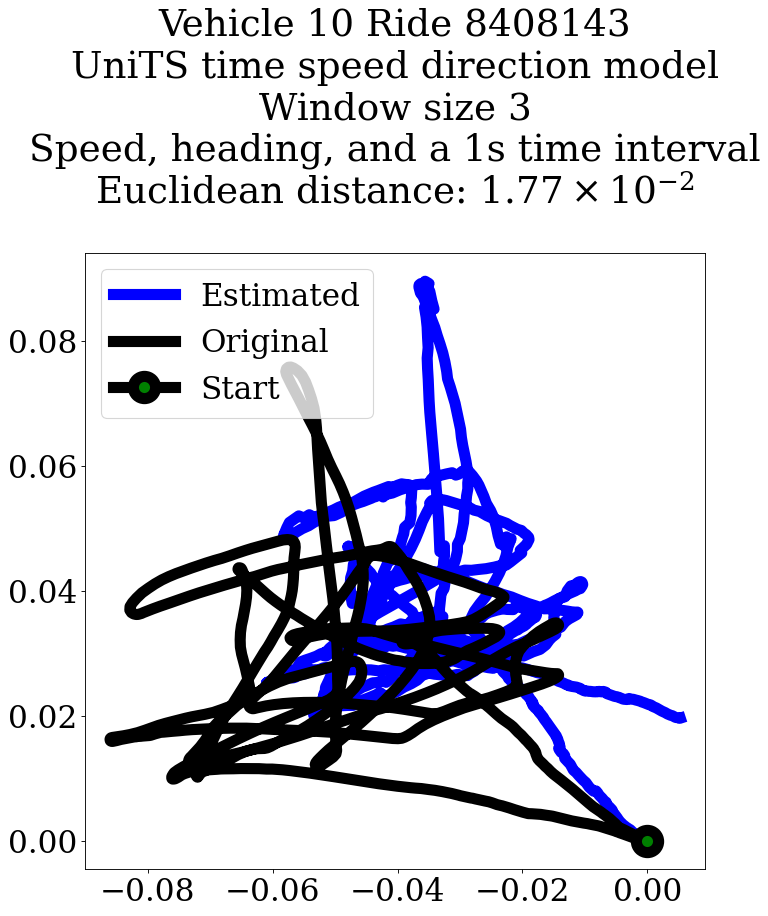 Vehicle 10 Ride 8408143
UniTS time speed direction model
Window size 3
Speed, heading, and a 1s time interval
Euclidean distance: 1.77 × 10⁻²
Estimated
Original
Start
0.08
0.06
0.04
0.02
0.00
−0.08 −0.06 −0.04 −0.02 0.00